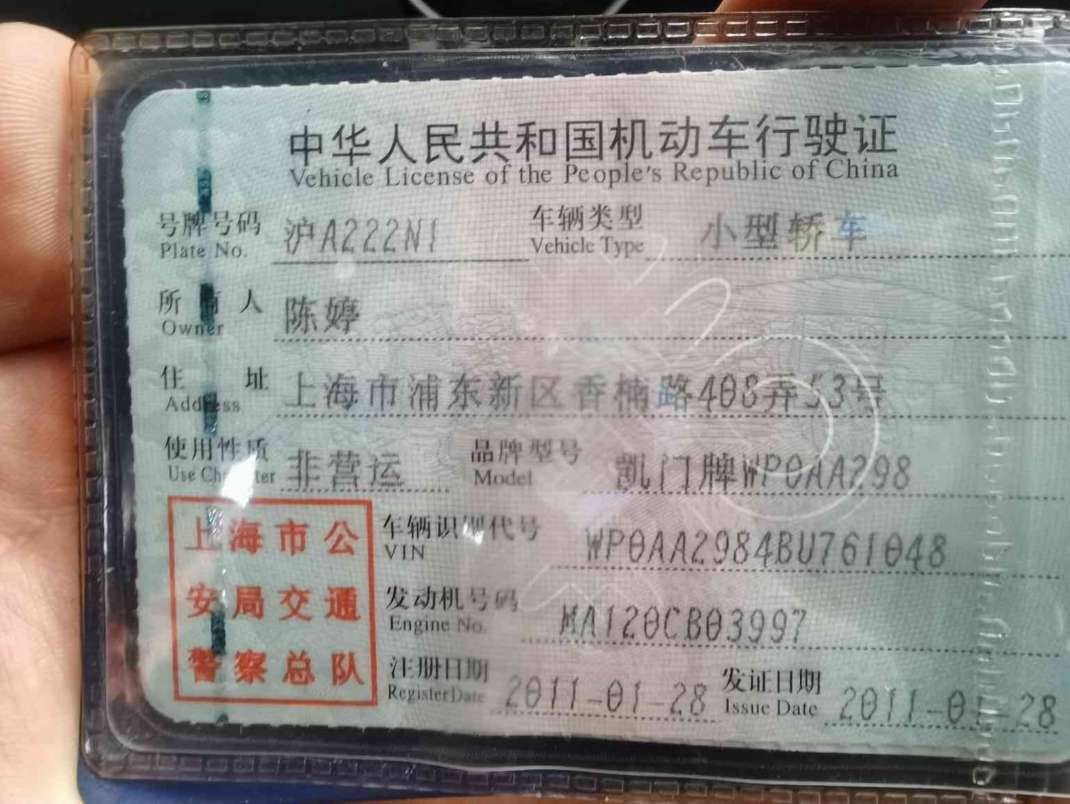 中华人民共和国机动车行驶证
Vehicle License of the People's Republic of China
号牌号码 沪A222N1 车辆类型 小型轿车
Plate No. Vehicle Type
所有人 陈婷
Owner
住址 上海市浦东新区香楠路408弄53号
Address
使用性质 非营运 品牌型号 凯门牌WP0AA298
Use Character Model
上海市公
安局交通
警察总队
车辆识别代号 WP0AA2984BU761048
VIN
发动机号码 MA120CB03997
Engine No.
注册日期 2011-01-28 发证日期 2011-01-28
Register Date Issue Date